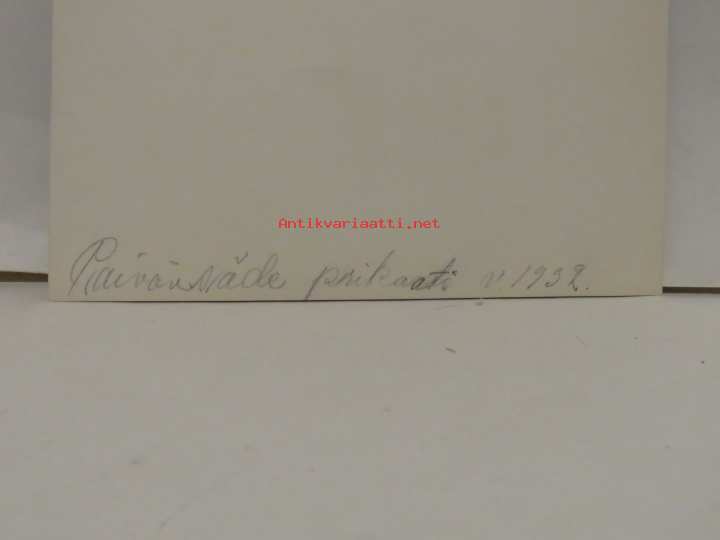 Antikvariaatti.net
Päivänsäde prikaati v. 1932.